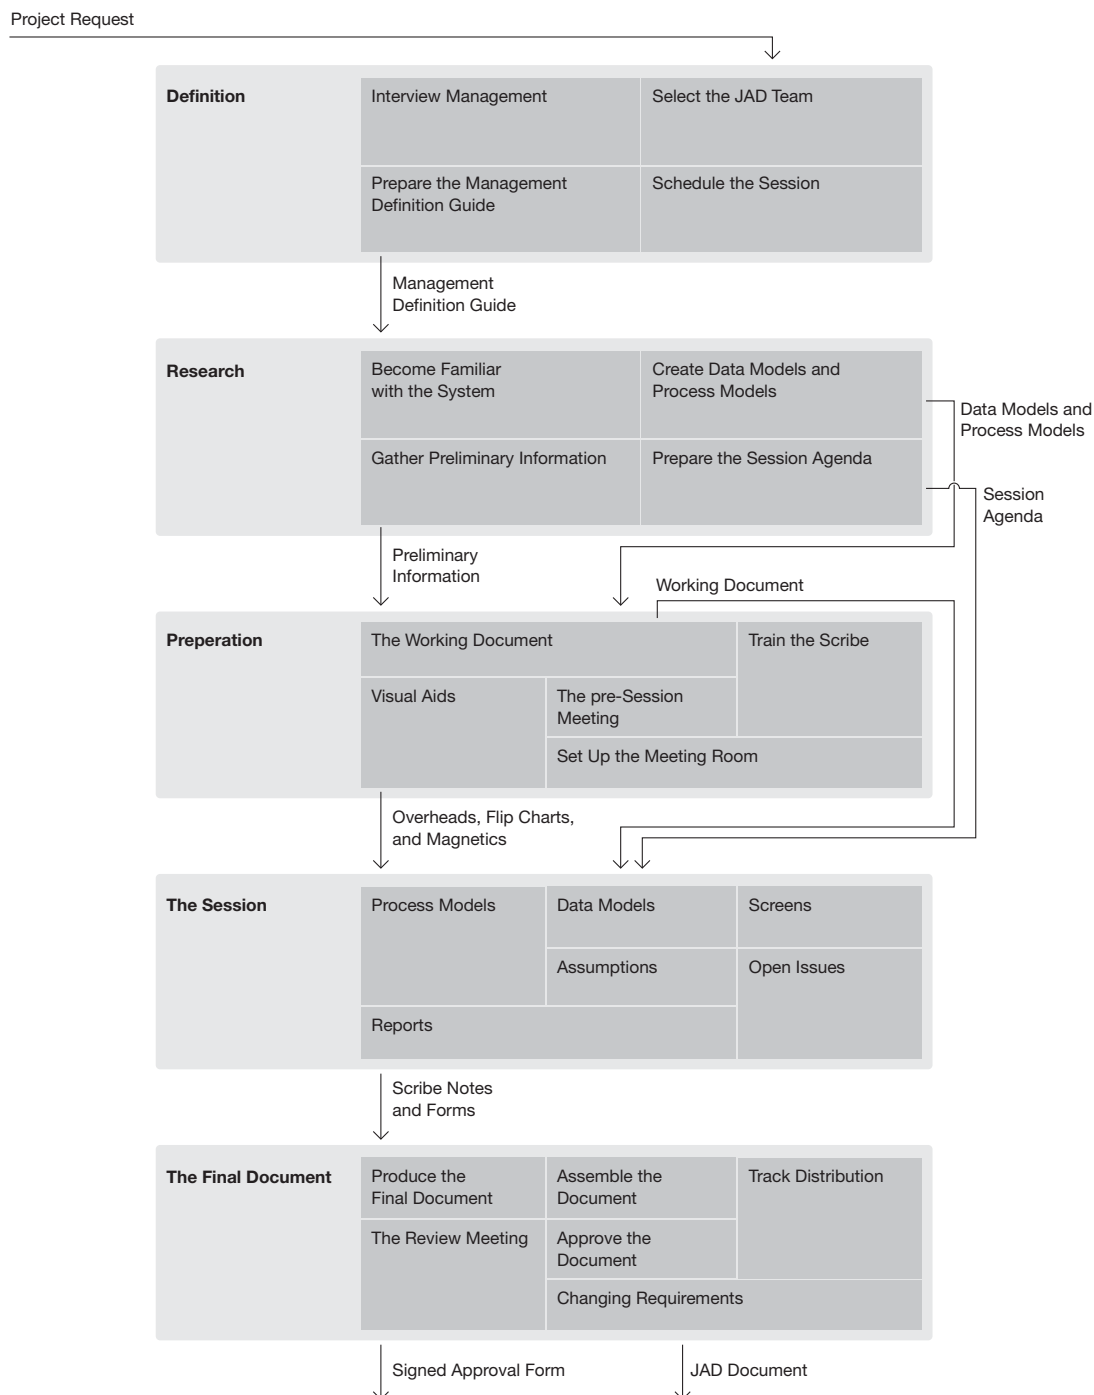 Project Request
Definition
Interview Management
Select the JAD Team
Prepare the Management
Definition Guide
Schedule the Session
Management
Definition Guide
Research
Become Familiar
with the System
Create Data Models and
Process Models
Data Models and
Process Models
Gather Preliminary Information
Prepare the Session Agenda
Session
Agenda
Preliminary
Information
Working Document
Preperation
The Working Document
Train the Scribe
Visual Aids
The pre-Session
Meeting
Set Up the Meeting Room
Overheads, Flip Charts,
and Magnetics
The Session
Process Models
Data Models
Screens
Assumptions
Open Issues
Reports
Scribe Notes
and Forms
The Final Document
Produce the
Final Document
Assemble the
Document
Track Distribution
The Review Meeting
Approve the
Document
Changing Requirements
Signed Approval Form
JAD Document